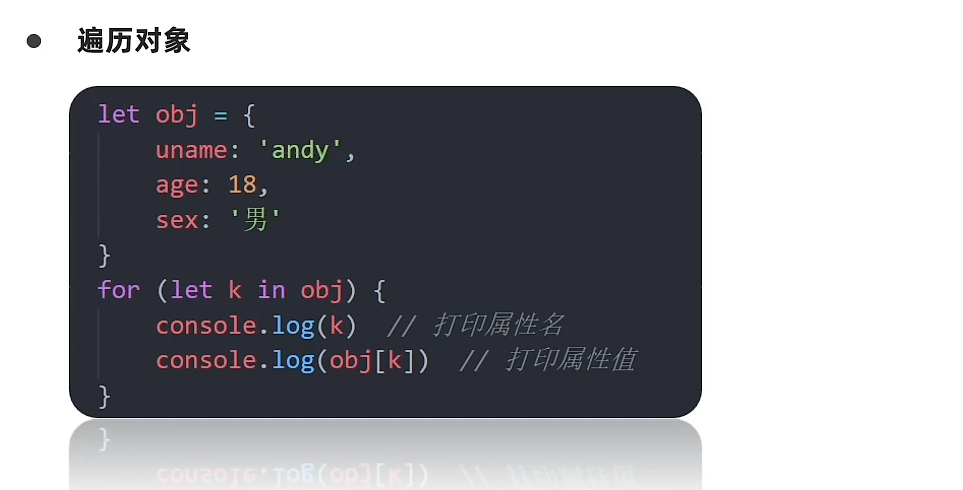 ● 遍历对象
let obj = {
    uname: 'andy',
    age: 18,
    sex: '男'
}
for (let k in obj) {
    console.log(k)  // 打印属性名
    console.log(obj[k])  // 打印属性值
}